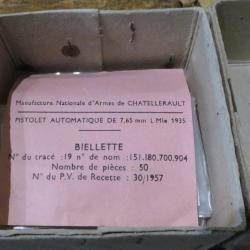 Manufacture Nationale d'Armes de CHATELLERAULT
PISTOLET AUTOMATIQUE DE 7,65 mm L Mle 1935
BIELLETTE
N° du tracé : 19 n° de nom : 151.180.700.904
Nombre de pièces : 50
N° du P.V. de Recette : 30/1957